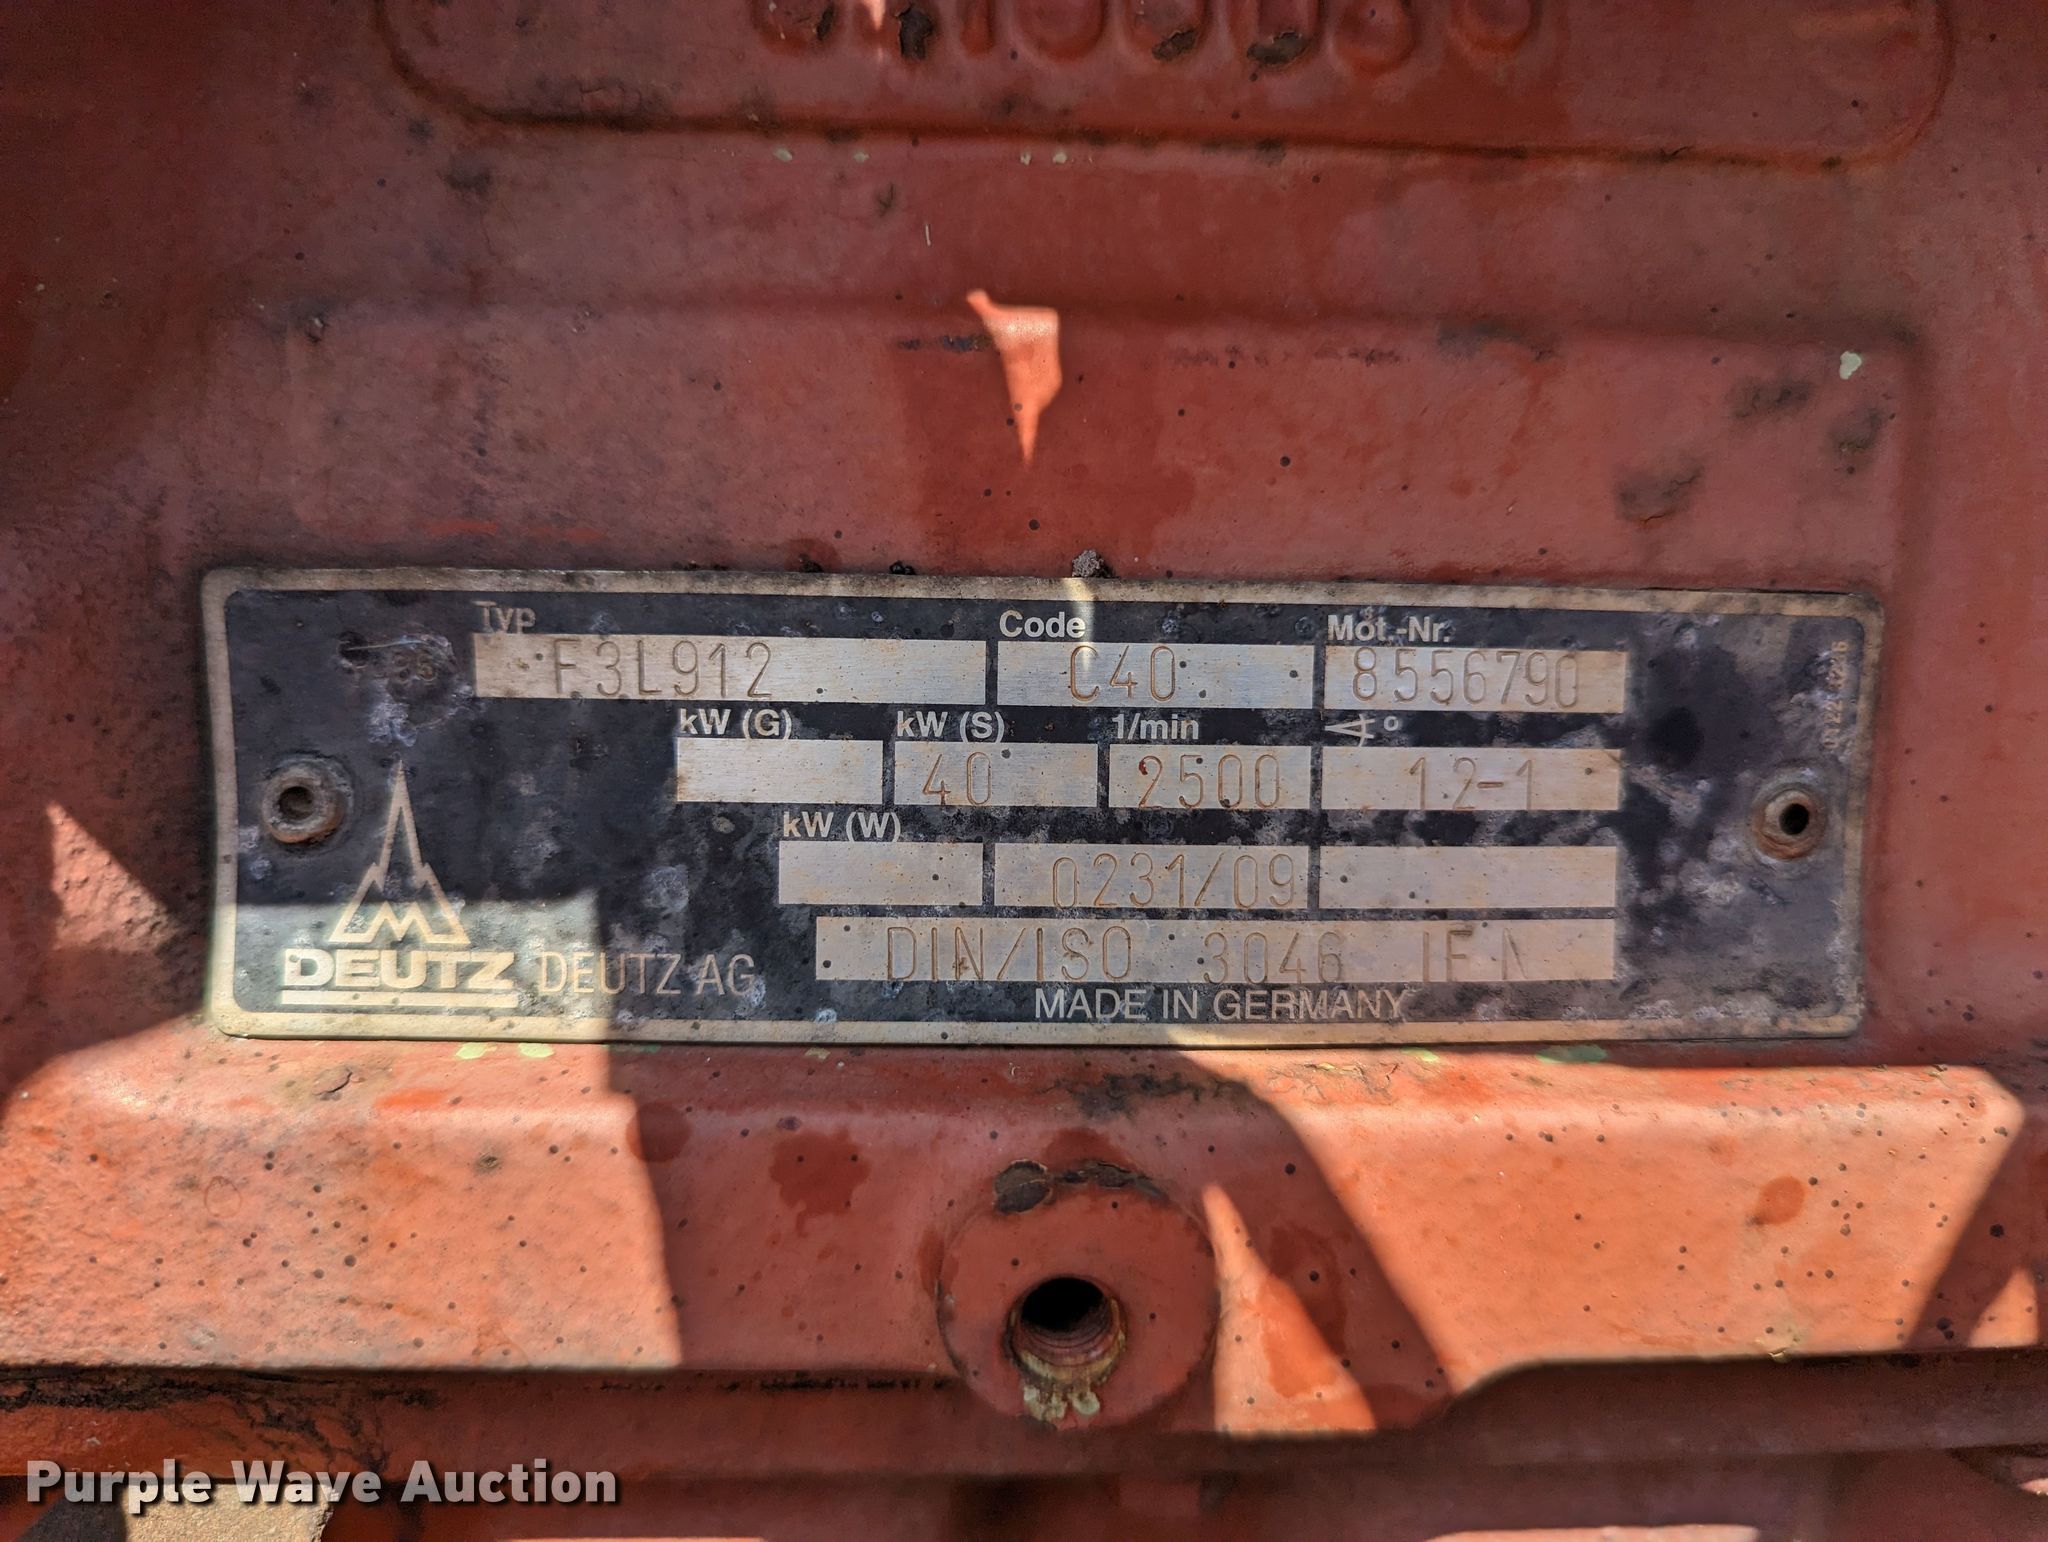 Typ Code Mot.-Nr.
F3L912 C40 8556790
kW (G) kW (S) 1/min °
40 2500 12-1
kW (W)
0231/09
DIN/ISO 3046 IFN
DEUTZ DEUTZ AG
MADE IN GERMANY
Purple Wave Auction